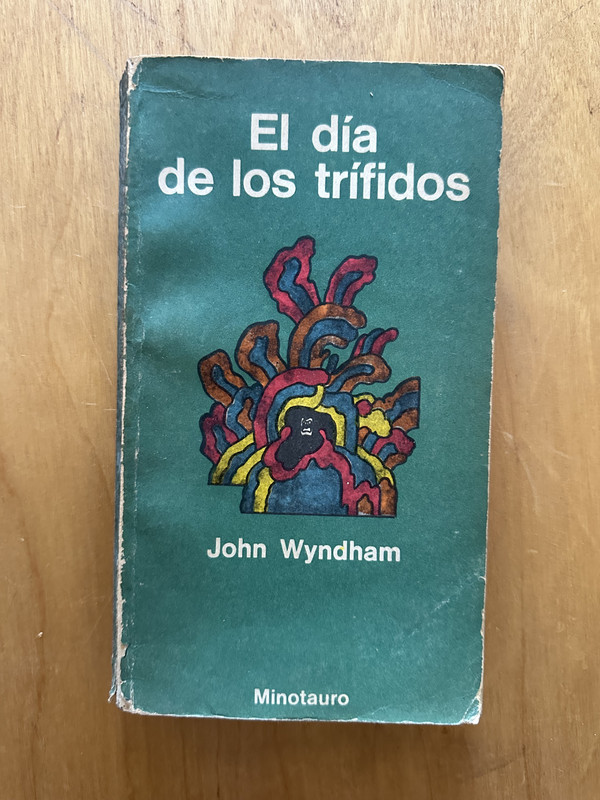 El día
de los trífidos
John Wyndham
Minotauro